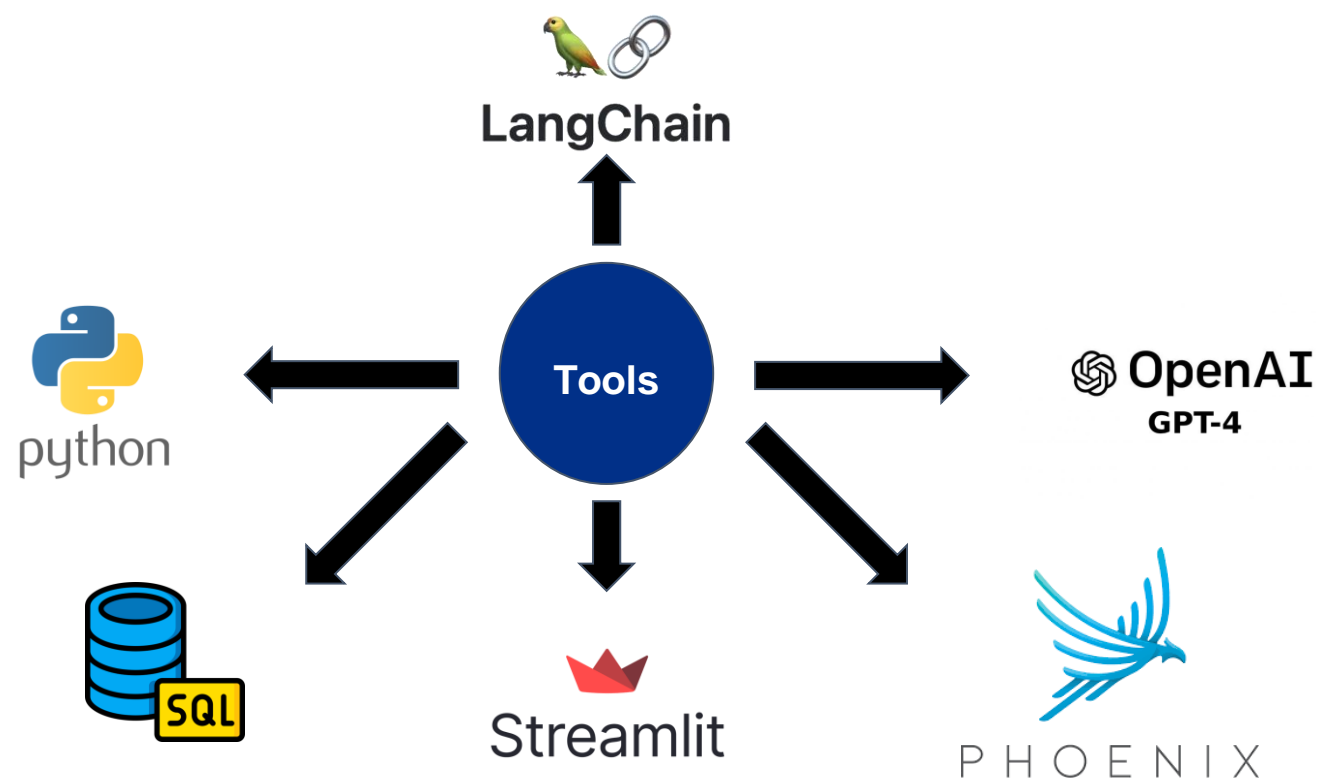 LangChain
Tools
python
OpenAI
GPT-4
SQL
Streamlit
PHOENIX